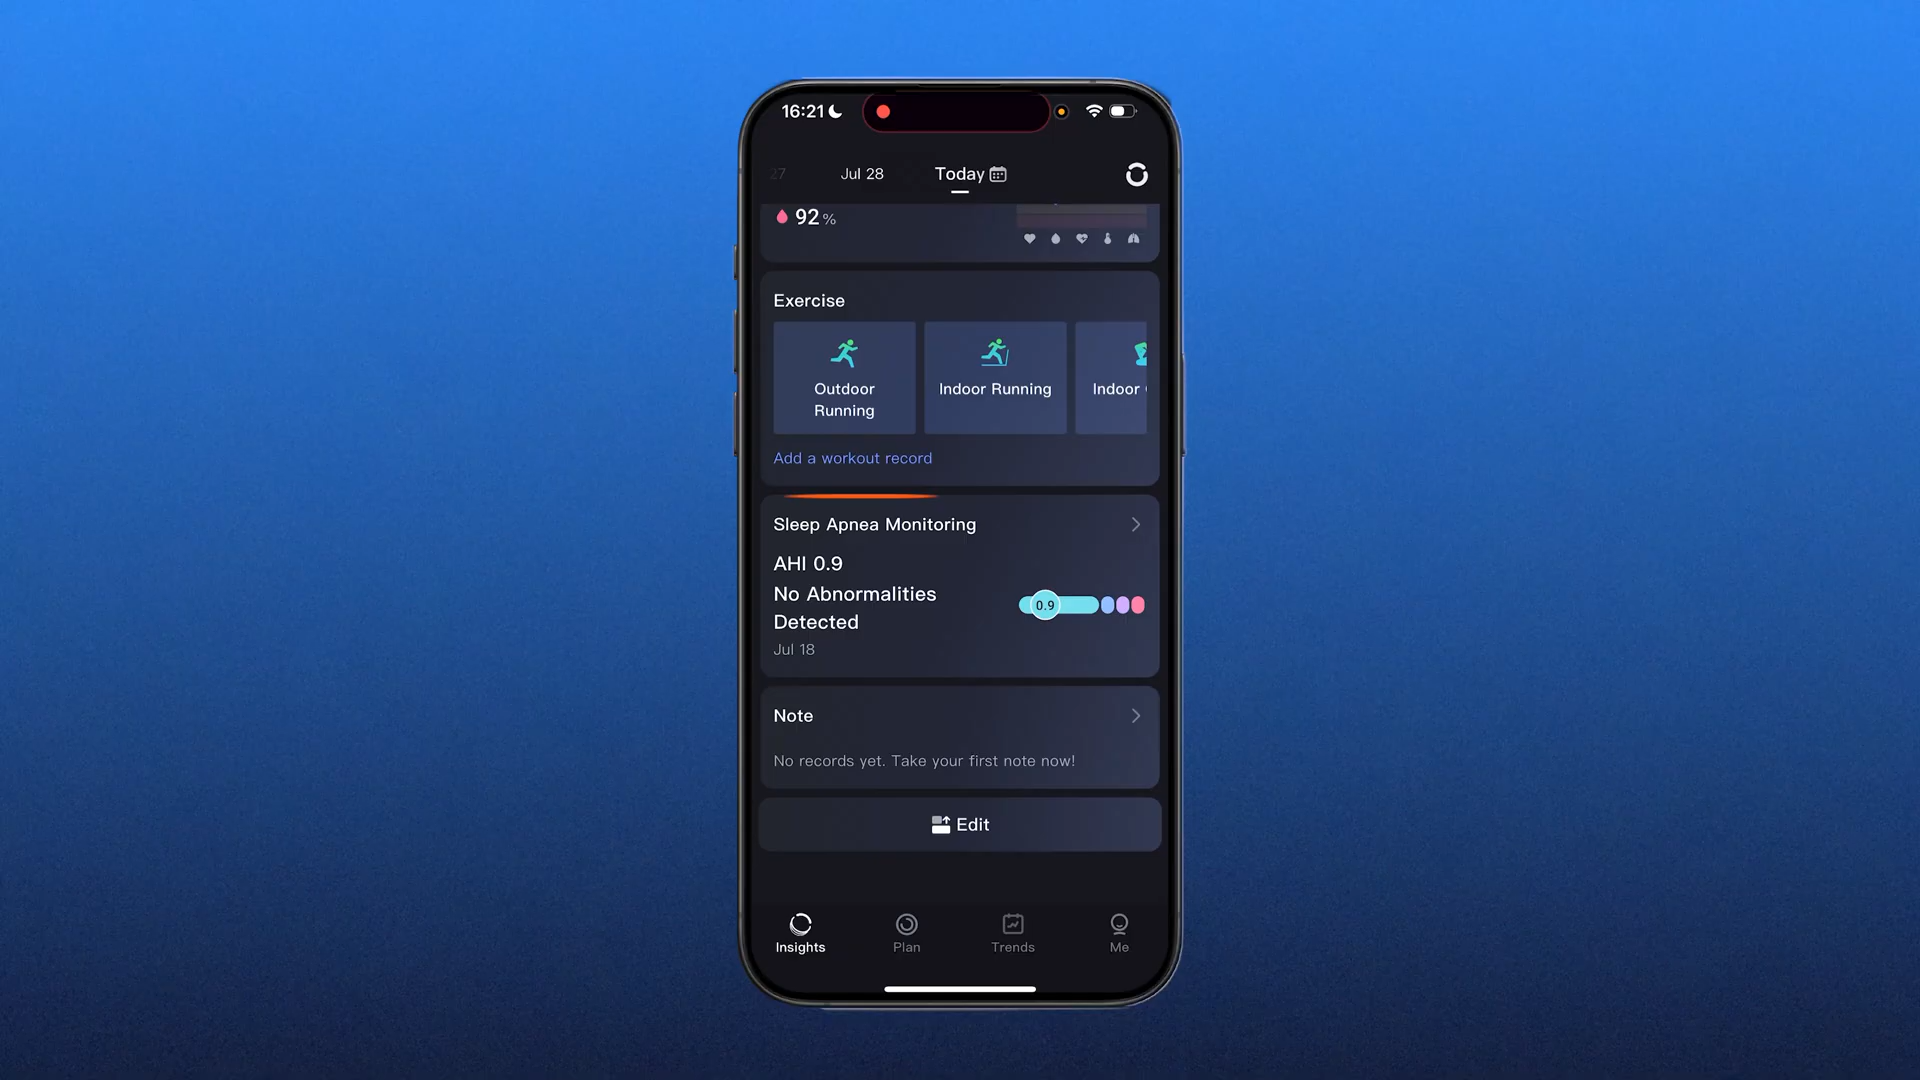 16:21
27 Jul 28 Today
92 %
Exercise
Outdoor
Running
Indoor Running
Indoor
Add a workout record
Sleep Apnea Monitoring
AHI 0.9
No Abnormalities
Detected
0.9
Jul 18
Note
No records yet. Take your first note now!
Edit
Insights Plan Trends Me